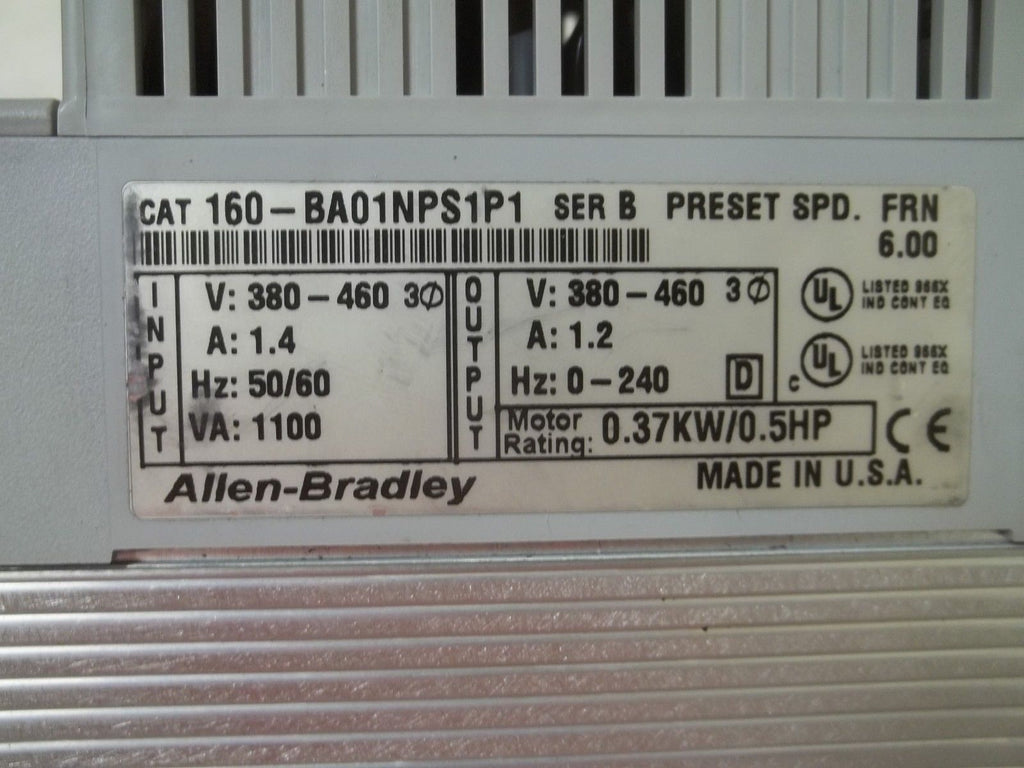 CAT 160-BA01NPS1P1 SER B PRESET SPD. FRN
6.00
INPUT
V: 380-460 3Ø
A: 1.4
Hz: 50/60
VA: 1100
OUTPUT
V: 380-460 3Ø
A: 1.2
Hz: 0-240
D
Motor
Rating: 0.37KW/0.5HP
UL LISTED 966X
IND CONT EQ
c UL LISTED 966X
IND CONT EQ
CE
Allen-Bradley
MADE IN U.S.A.